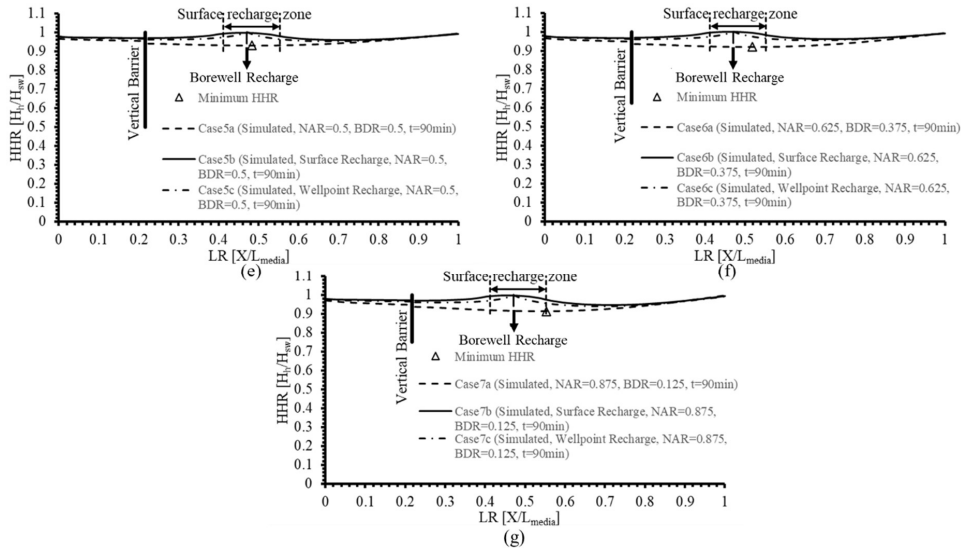 Surface recharge zone
1.1
1
0.9
0.8
0.7
0.6
0.5
0.4
0.3
0.2
0.1
0
HHR [Hh/Hsw]
Vertical Barrier
Borewell Recharge
Minimum HHR
Case5a (Simulated, NAR=0.5, BDR=0.5, t=90min)
Case5b (Simulated, Surface Recharge, NAR=0.5,
BDR=0.5, t=90min)
Case5c (Simulated, Wellpoint Recharge, NAR=0.5,
BDR=0.5, t=90min)
0 0.1 0.2 0.3 0.4 0.5 0.6 0.7 0.8 0.9 1
LR [X/Lmedia]
(e)
Surface recharge zone
1.1
1
0.9
0.8
0.7
0.6
0.5
0.4
0.3
0.2
0.1
0
HHR [Hh/Hsw]
Vertical Barrier
Borewell Recharge
Minimum HHR
Case6a (Simulated, NAR=0.625, BDR=0.375, t=90min)
Case6b (Simulated, Surface Recharge, NAR=0.625,
BDR=0.375, t=90min)
Case6c (Simulated, Wellpoint Recharge, NAR=0.625,
BDR=0.375, t=90min)
0 0.1 0.2 0.3 0.4 0.5 0.6 0.7 0.8 0.9 1
LR [X/Lmedia]
(f)
Surface recharge zone
1.1
1
0.9
0.8
0.7
0.6
0.5
0.4
0.3
0.2
0.1
0
HHR [Hh/Hsw]
Vertical Barrier
Borewell Recharge
Minimum HHR
Case7a (Simulated, NAR=0.875, BDR=0.125, t=90min)
Case7b (Simulated, Surface Recharge, NAR=0.875,
BDR=0.125, t=90min)
Case7c (Simulated, Wellpoint Recharge, NAR=0.875,
BDR=0.125, t=90min)
0 0.1 0.2 0.3 0.4 0.5 0.6 0.7 0.8 0.9 1
LR [X/Lmedia]
(g)